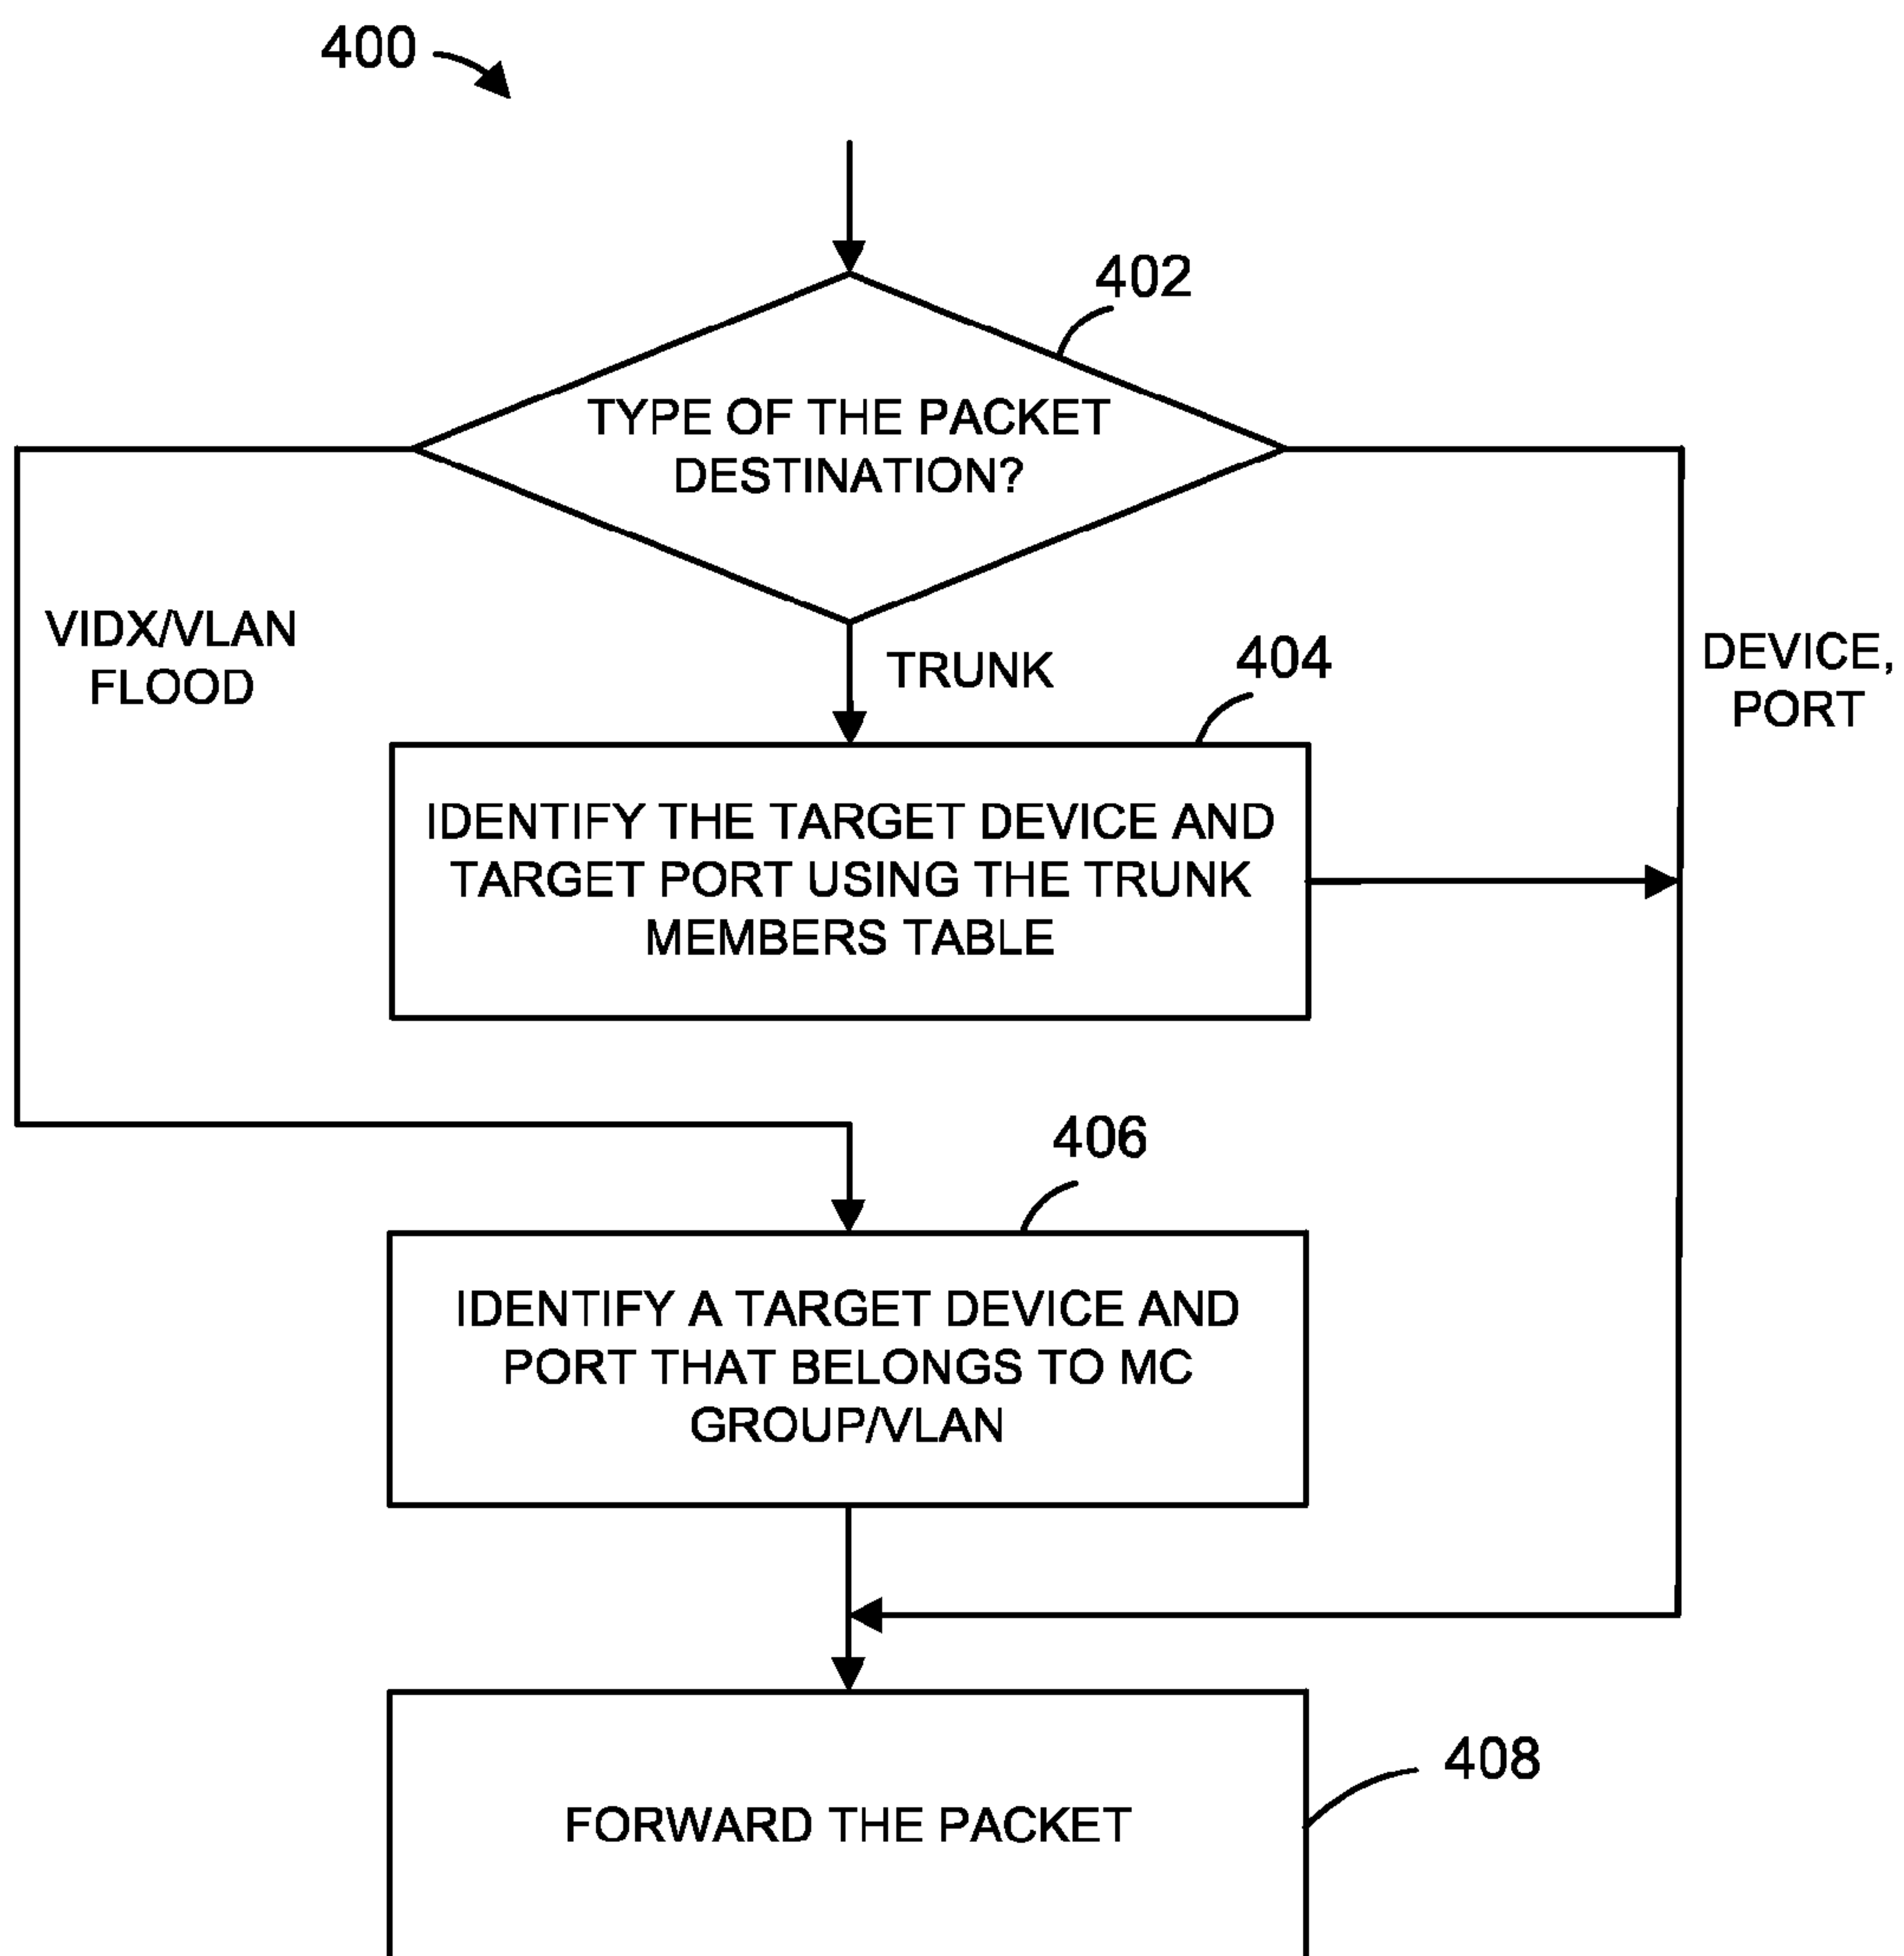 400
402
TYPE OF THE PACKET
DESTINATION?
VIDX/VLAN
FLOOD
TRUNK
404
DEVICE,
PORT
IDENTIFY THE TARGET DEVICE AND
TARGET PORT USING THE TRUNK
MEMBERS TABLE
406
IDENTIFY A TARGET DEVICE AND
PORT THAT BELONGS TO MC
GROUP/VLAN
408
FORWARD THE PACKET